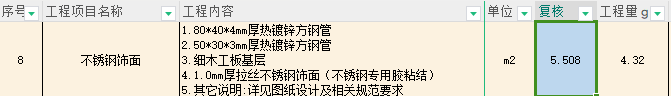 序号 工程项目名称 工程内容 单位 复核 工程量 g
8 不锈钢饰面 1.80*40*4mm厚热镀锌方钢管 m2 5.508 4.32
2.50*30*3mm厚热镀锌方钢管
3.细木工板基层
4.1.0mm厚拉丝不锈钢饰面（不锈钢专用胶粘结）
5.其它说明:详见图纸设计及相关规范要求